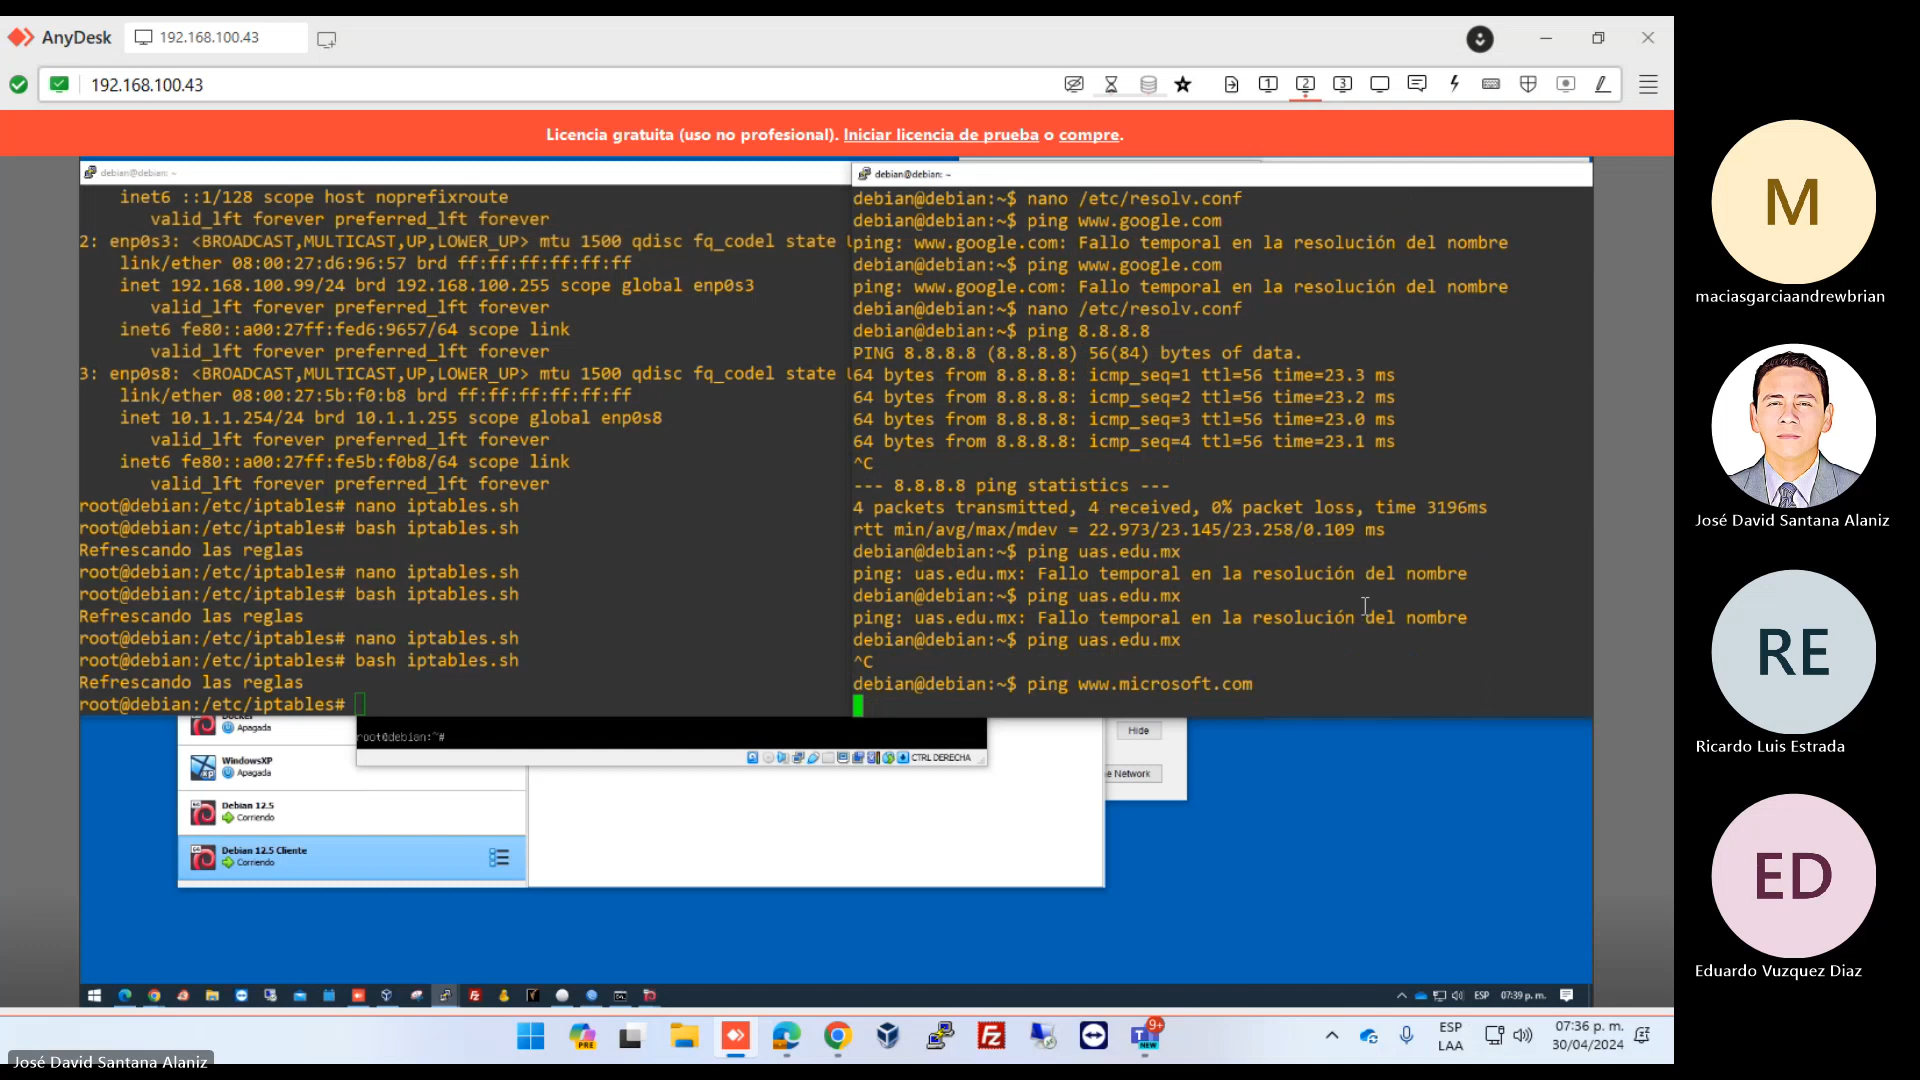 AnyDesk
192.168.100.43
192.168.100.43
Licencia gratuita (uso no profesional). Iniciar licencia de prueba o compre.
debian@debian: ~
inet6 ::1/128 scope host noprefixroute
valid_lft forever preferred_lft forever
2: enp0s3: <BROADCAST,MULTICAST,UP,LOWER_UP> mtu 1500 qdisc fq_codel state
link/ether 08:00:27:d6:96:57 brd ff:ff:ff:ff:ff:ff
inet 192.168.100.99/24 brd 192.168.100.255 scope global enp0s3
valid_lft forever preferred_lft forever
inet6 fe80::a00:27ff:fed6:9657/64 scope link
valid_lft forever preferred_lft forever
3: enp0s8: <BROADCAST,MULTICAST,UP,LOWER_UP> mtu 1500 qdisc fq_codel state
link/ether 08:00:27:5b:f0:b8 brd ff:ff:ff:ff:ff:ff
inet 10.1.1.254/24 brd 10.1.1.255 scope global enp0s8
valid_lft forever preferred_lft forever
inet6 fe80::a00:27ff:fe5b:f0b8/64 scope link
valid_lft forever preferred_lft forever
root@debian:/etc/iptables# nano iptables.sh
root@debian:/etc/iptables# bash iptables.sh
Refrescando las reglas
root@debian:/etc/iptables# nano iptables.sh
root@debian:/etc/iptables# bash iptables.sh
Refrescando las reglas
root@debian:/etc/iptables# nano iptables.sh
root@debian:/etc/iptables# bash iptables.sh
Refrescando las reglas
root@debian:/etc/iptables#
debian@debian: ~
debian@debian:~$ nano /etc/resolv.conf
debian@debian:~$ ping www.google.com
ping: www.google.com: Fallo temporal en la resolución del nombre
debian@debian:~$ ping www.google.com
ping: www.google.com: Fallo temporal en la resolución del nombre
debian@debian:~$ nano /etc/resolv.conf
debian@debian:~$ ping 8.8.8.8
PING 8.8.8.8 (8.8.8.8) 56(84) bytes of data.
64 bytes from 8.8.8.8: icmp_seq=1 ttl=56 time=23.3 ms
64 bytes from 8.8.8.8: icmp_seq=2 ttl=56 time=23.2 ms
64 bytes from 8.8.8.8: icmp_seq=3 ttl=56 time=23.0 ms
64 bytes from 8.8.8.8: icmp_seq=4 ttl=56 time=23.1 ms
^C
--- 8.8.8.8 ping statistics ---
4 packets transmitted, 4 received, 0% packet loss, time 3196ms
rtt min/avg/max/mdev = 22.973/23.145/23.258/0.109 ms
debian@debian:~$ ping uas.edu.mx
ping: uas.edu.mx: Fallo temporal en la resolución del nombre
debian@debian:~$ ping uas.edu.mx
ping: uas.edu.mx: Fallo temporal en la resolución del nombre
debian@debian:~$ ping uas.edu.mx
^C
debian@debian:~$ ping www.microsoft.com
Apagada
WindowsXP
Apagada
Debian 12.5
Corriendo
Debian 12.5 Cliente
Corriendo
root@debian:~#
CTRL DERECHA
Hide
e Network
ESP 07:39 p. m.
ESP
LAA
07:36 p. m.
30/04/2024
9+
PRE
NEW
José David Santana Alaniz
M
maciasgarciaandrewbrian
José David Santana Alaniz
RE
Ricardo Luis Estrada
ED
Eduardo Vuzquez Diaz